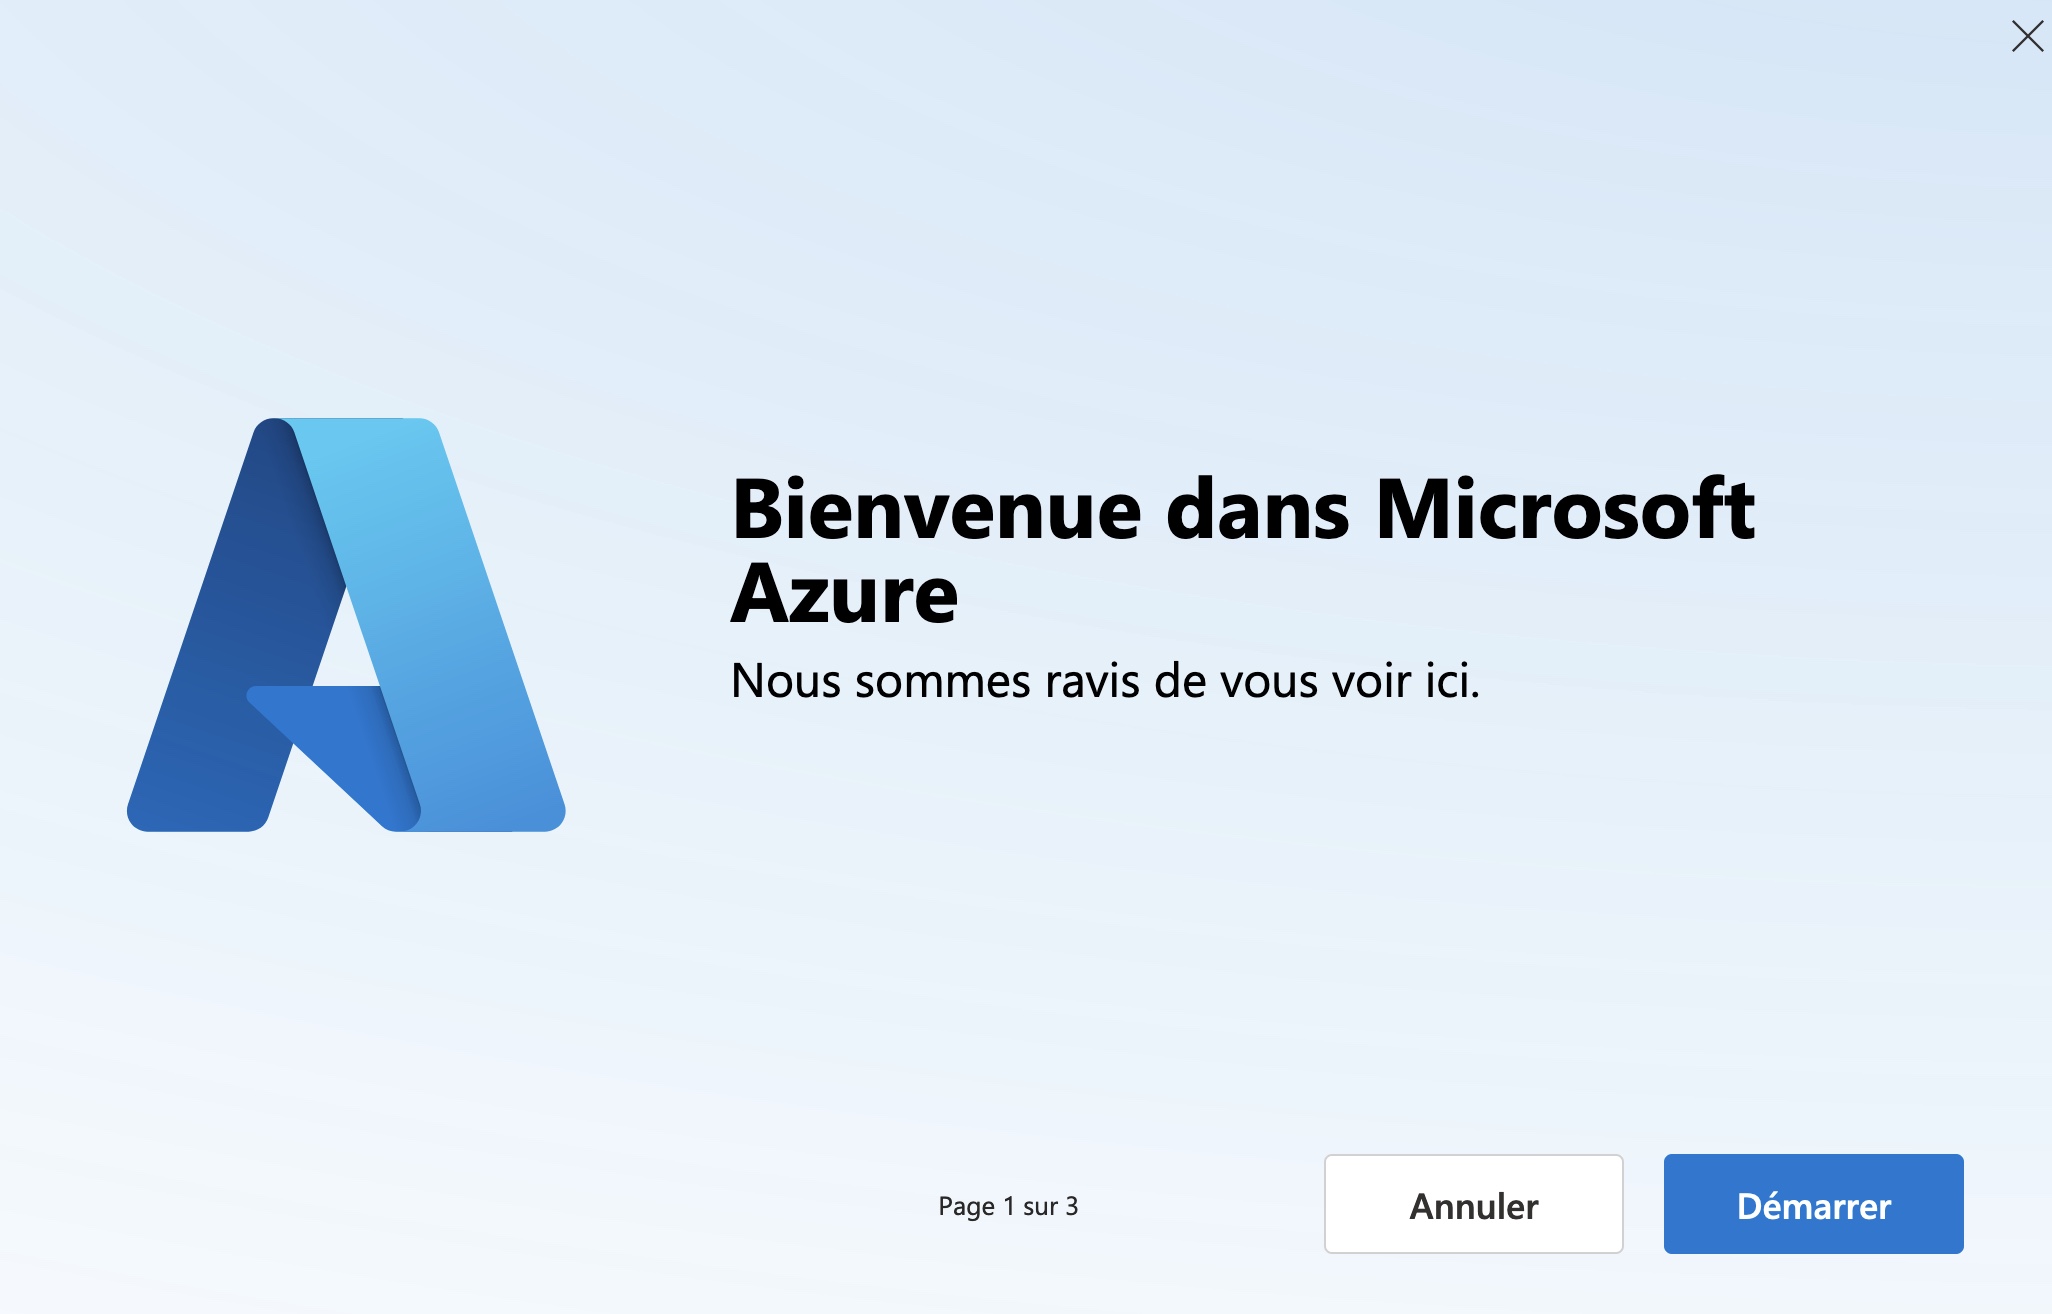 Bienvenue dans Microsoft
Azure
Nous sommes ravis de vous voir ici.
Page 1 sur 3
Annuler
Démarrer